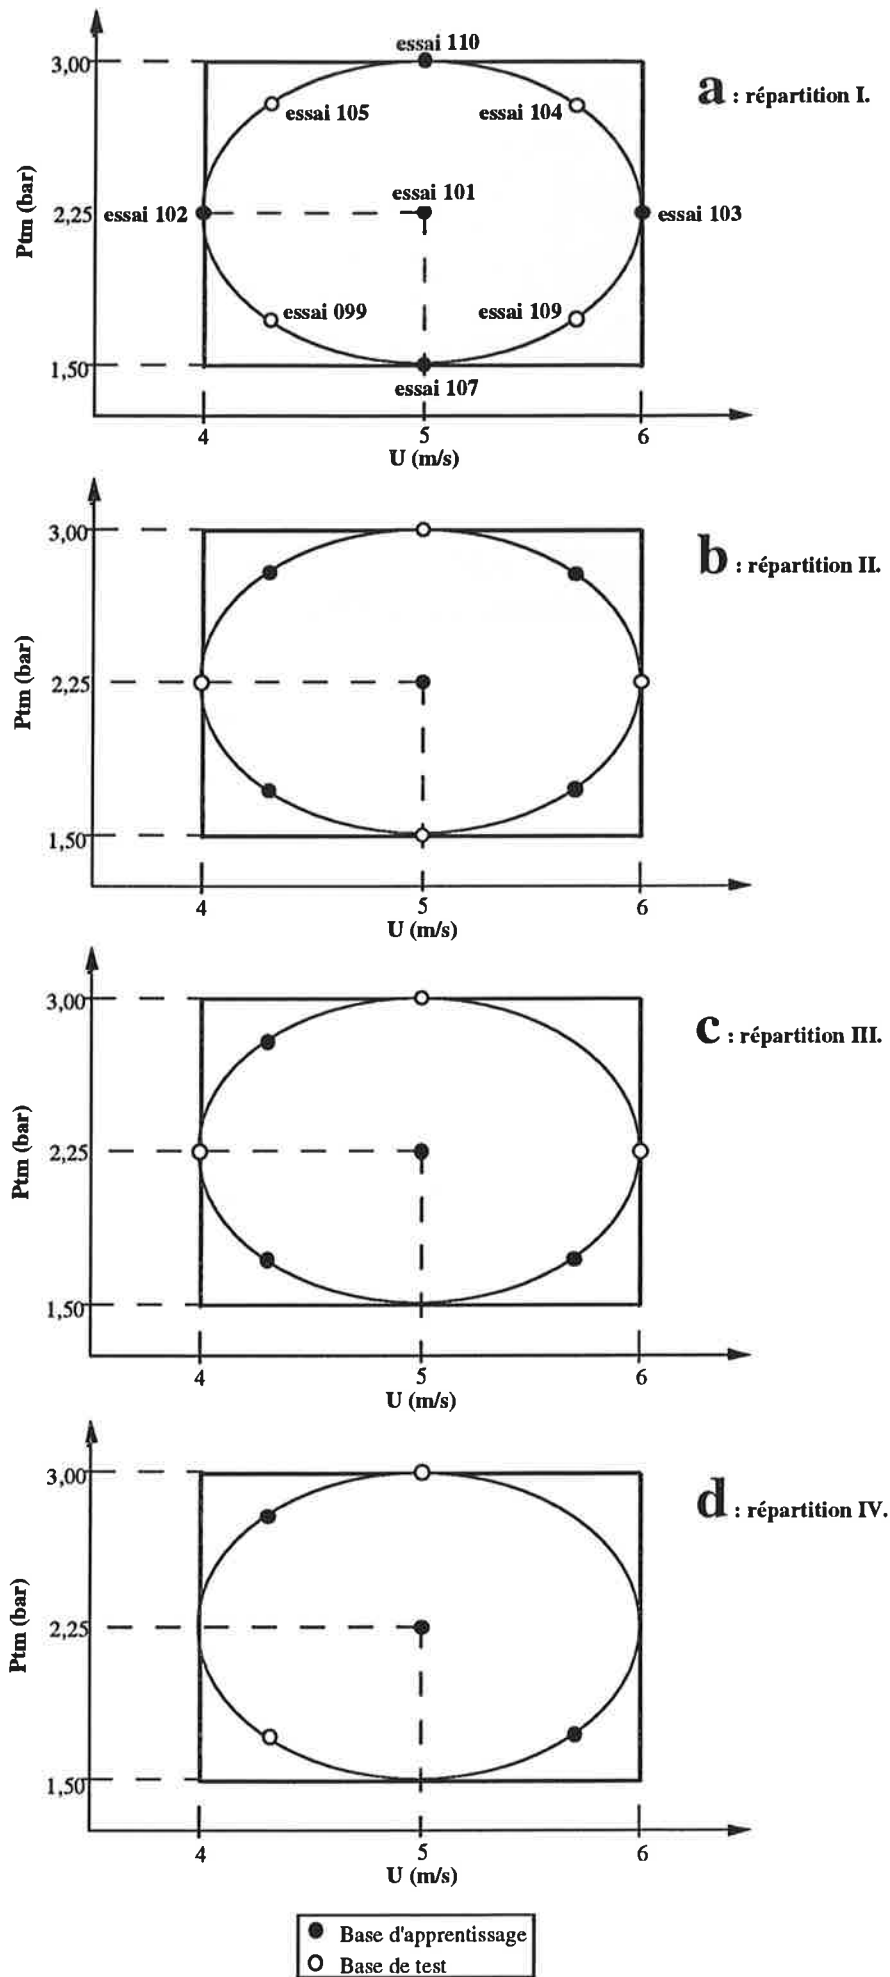 essai 110
3,00
a : répartition I.
essai 105
essai 104
essai 101
Ptm (bar)
2,25
essai 102
essai 103
essai 099
essai 109
1,50
essai 107
4
5
6
U (m/s)
3,00
b : répartition II.
Ptm (bar)
2,25
1,50
4
5
6
U (m/s)
3,00
c : répartition III.
Ptm (bar)
2,25
1,50
4
5
6
U (m/s)
3,00
d : répartition IV.
Ptm (bar)
2,25
1,50
4
5
6
U (m/s)
Base d'apprentissage
Base de test